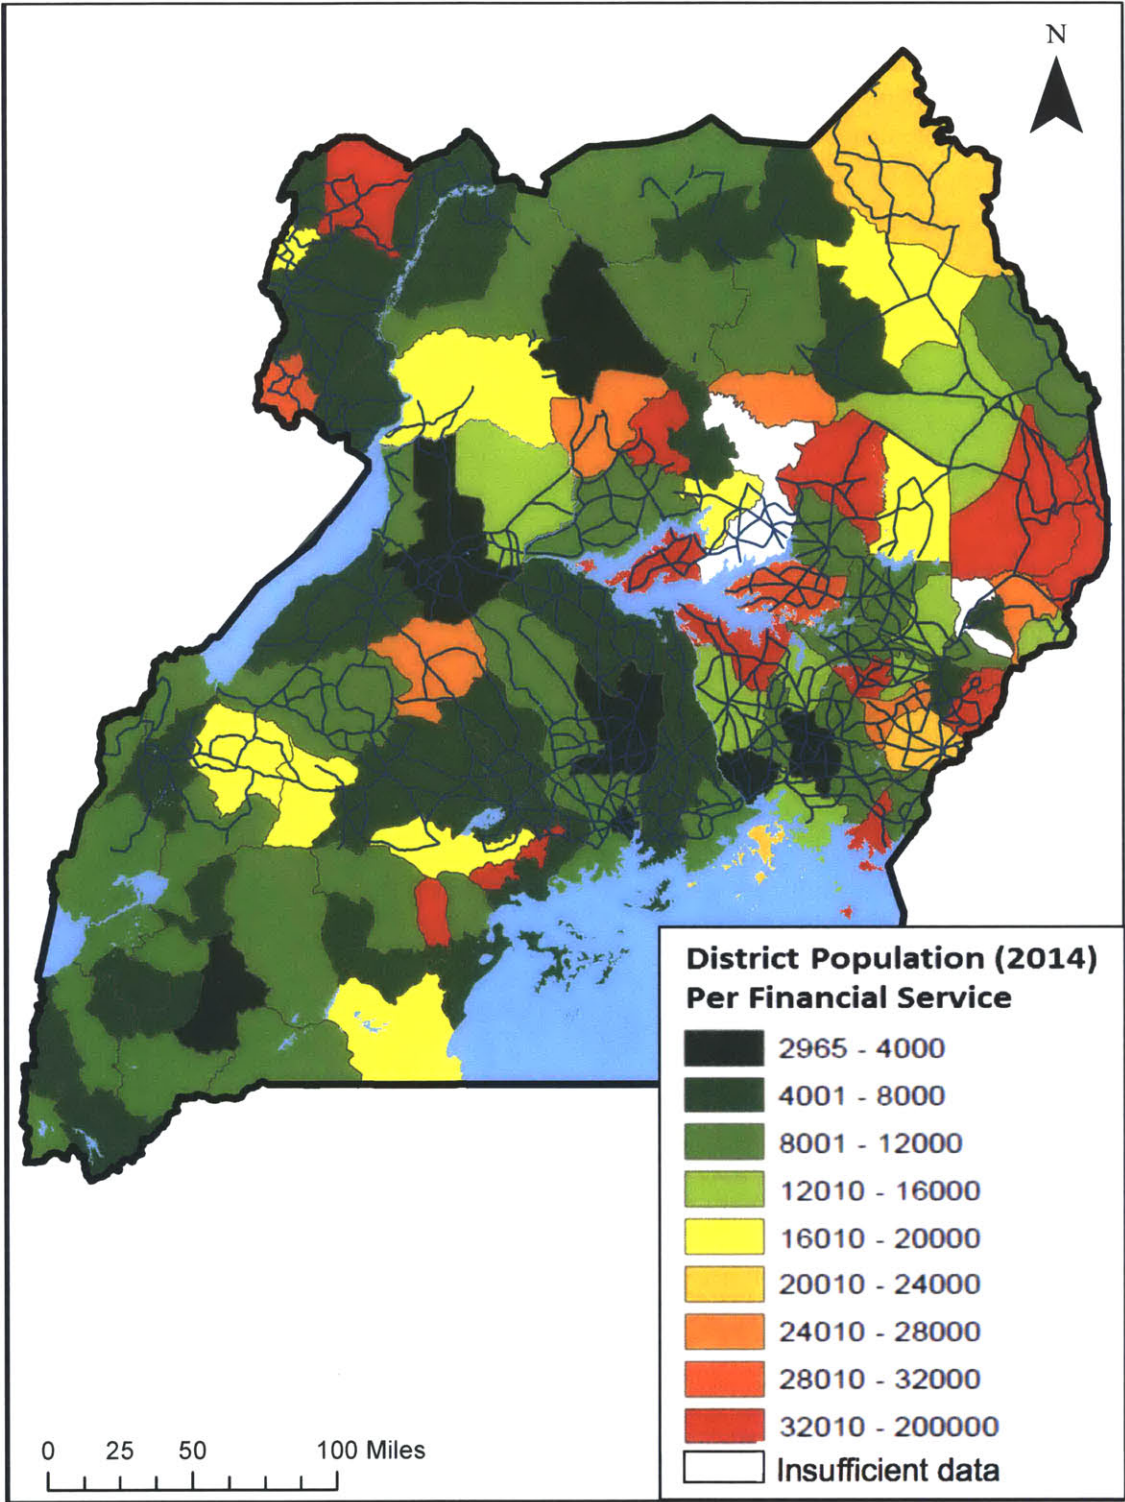 N
District Population (2014)
Per Financial Service
2965 - 4000
4001 - 8000
8001 - 12000
12010 - 16000
16010 - 20000
20010 - 24000
24010 - 28000
28010 - 32000
32010 - 200000
Insufficient data
0 25 50 100 Miles